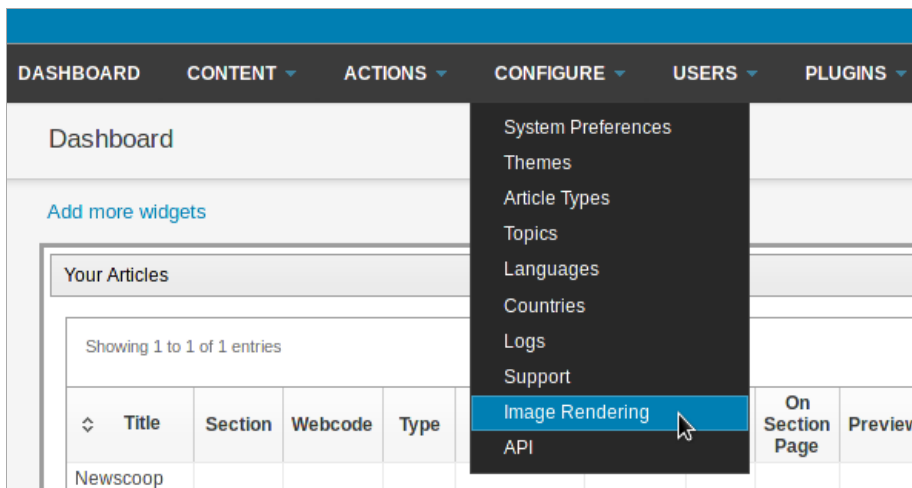 DASHBOARD CONTENT ACTIONS CONFIGURE USERS PLUGINS
Dashboard
System Preferences
Themes
Article Types
Topics
Languages
Countries
Logs
Support
Image Rendering
API
Add more widgets
Your Articles
Showing 1 to 1 of 1 entries
Title Section Webcode Type On Section Page Preview
Newscoop